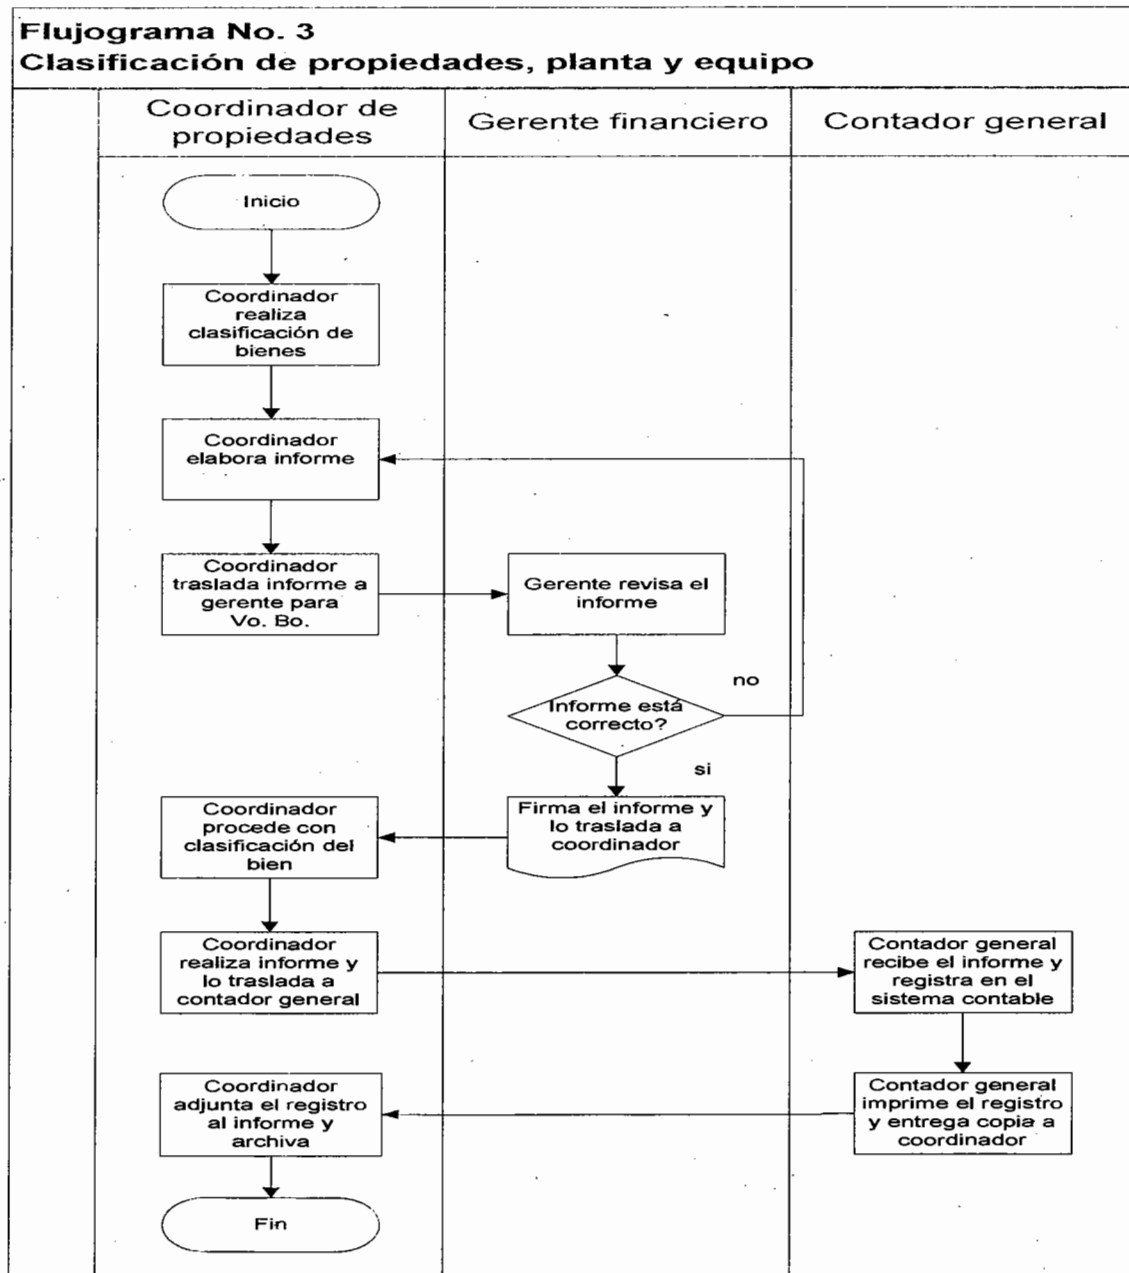 Flujograma No. 3
Clasificación de propiedades, planta y equipo
Coordinador de
propiedades
Gerente financiero
Contador general
Inicio
Coordinador
realiza
clasificación de
bienes
Coordinador
elabora informe
Coordinador
traslada informe a
gerente para
Vo. Bo.
Gerente revisa el
informe
Informe está
correcto?
no
si
Firma el informe y
lo traslada a
coordinador
Coordinador
procede con
clasificación del
bien
Coordinador
realiza informe y
lo traslada a
contador general
Contador general
recibe el informe y
registra en el
sistema contable
Contador general
imprime el registro
y entrega copia a
coordinador
Coordinador
adjunta el registro
al informe y
archiva
Fin